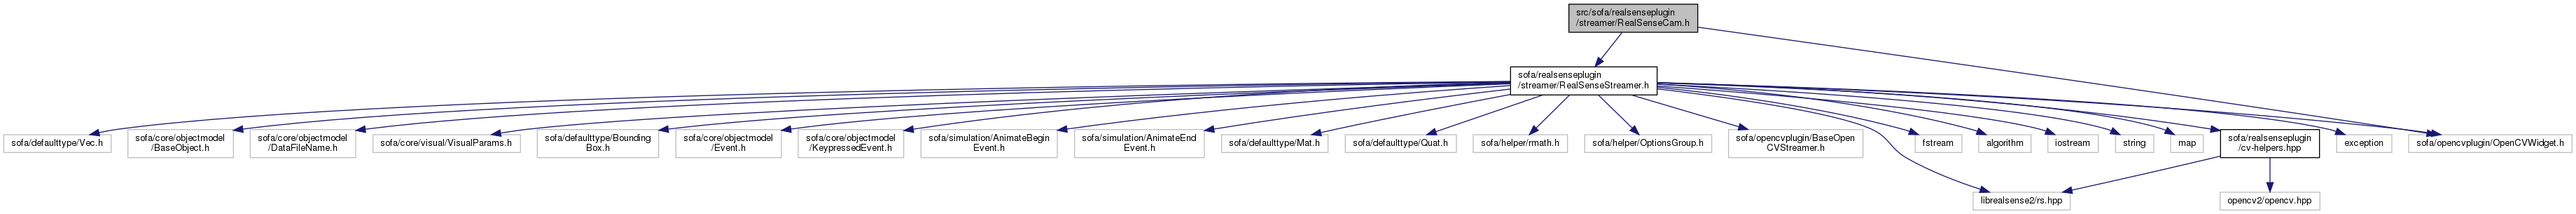 src/sofa/realsenseplugin
/streamer/RealSenseCam.h
sofa/realsenseplugin
/streamer/RealSenseStreamer.h
sofa/defaulttype/Vec.h
sofa/core/objectmodel
/BaseObject.h
sofa/core/objectmodel
/DataFileName.h
sofa/core/visual/VisualParams.h
sofa/defaulttype/Bounding
Box.h
sofa/core/objectmodel
/Event.h
sofa/core/objectmodel
/KeypressedEvent.h
sofa/simulation/AnimateBegin
Event.h
sofa/simulation/AnimateEnd
Event.h
sofa/defaulttype/Mat.h
sofa/defaulttype/Quat.h
sofa/helper/rmath.h
sofa/helper/OptionsGroup.h
sofa/opencvplugin/BaseOpen
CVStreamer.h
fstream
algorithm
iostream
string
map
sofa/realsenseplugin
/cv-helpers.hpp
exception
sofa/opencvplugin/OpenCVWidget.h
librealsense2/rs.hpp
opencv2/opencv.hpp